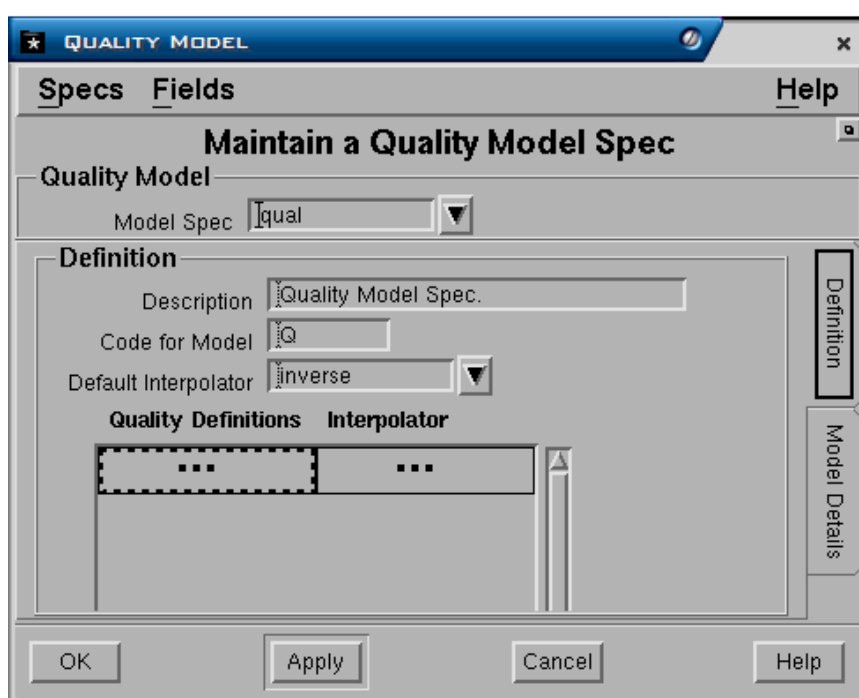 QUALITY MODEL
Specs Fields Help
Maintain a Quality Model Spec
Quality Model
Model Spec qual
Definition
Description Quality Model Spec.
Code for Model Q
Default Interpolator inverse
Quality Definitions Interpolator
... ...
Definition
Model Details
OK Apply Cancel Help